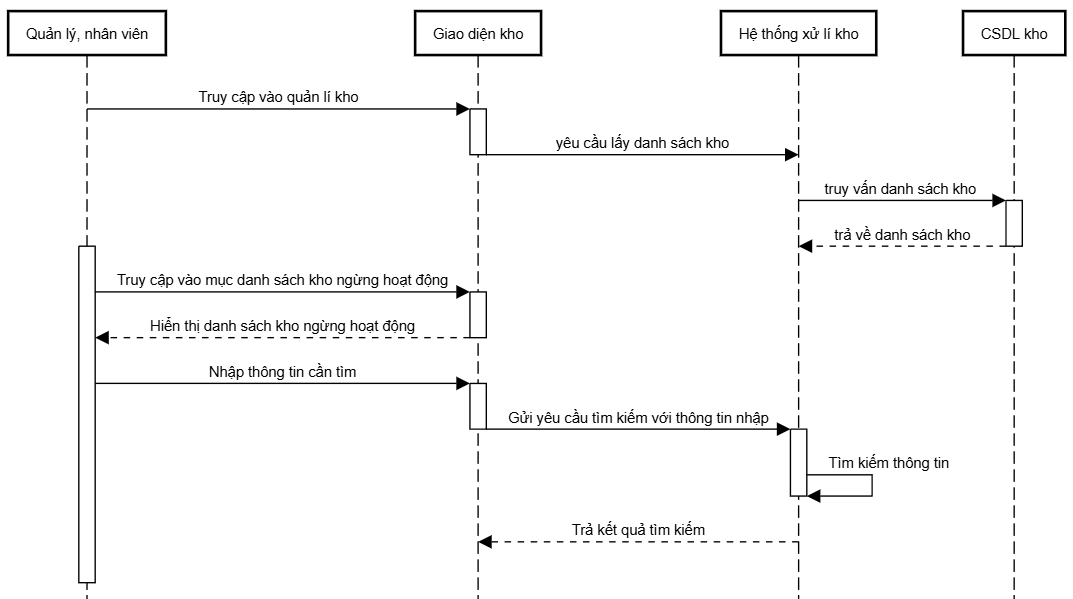 Quản lý, nhân viên
Giao diện kho
Hệ thống xử lí kho
CSDL kho
Truy cập vào quản lí kho
yêu cầu lấy danh sách kho
truy vấn danh sách kho
trả về danh sách kho
Truy cập vào mục danh sách kho ngừng hoạt động
Hiển thị danh sách kho ngừng hoạt động
Nhập thông tin cần tìm
Gửi yêu cầu tìm kiếm với thông tin nhập
Tìm kiếm thông tin
Trả kết quả tìm kiếm